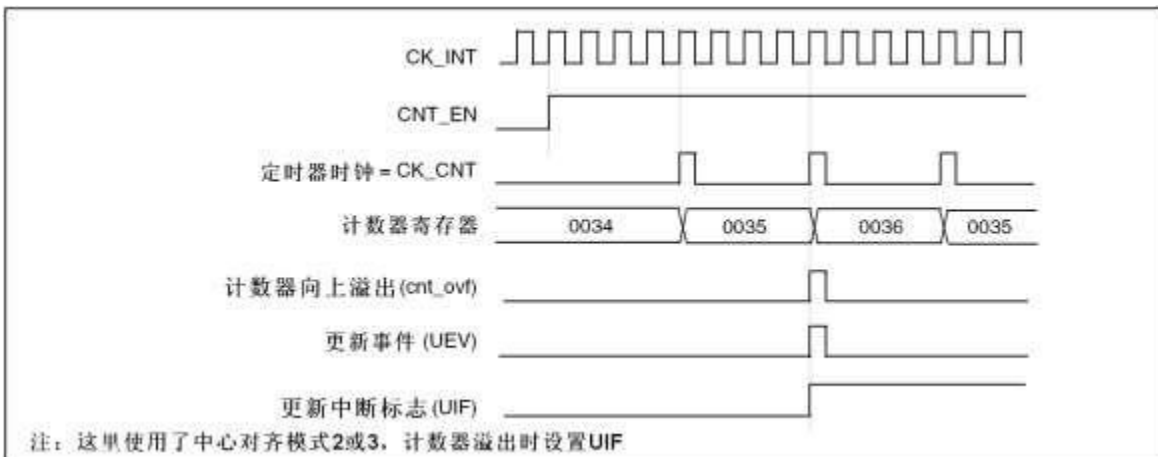 CK_INT
CNT_EN
定时器时钟 = CK_CNT
计数器寄存器 0034 0035 0036 0035
计数器向上溢出(cnt_ovf)
更新事件 (UEV)
更新中断标志(UIF)
注：这里使用了中心对齐模式2或3，计数器溢出时设置UIF